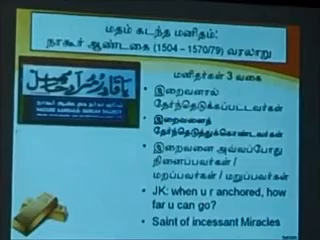 மதம் கடந்த மனிதம்:
நாகூர் ஆண்டகை (1504 – 1570/79) வரலாறு
மனிதர்கள் 3 வகை
• இறைவனால்
தேர்ந்தெடுக்கப்பட்டவர்கள்
• இறைவனைத்
தேர்ந்தெடுத்துக்கொண்டவர்கள்
• இறைவனை அவ்வப்போது
நினைப்பவர்கள் /
மறப்பவர்கள் / மறுப்பவர்கள்
• JK: when u r anchored, how
far u can go?
• Saint of incessant Miracles